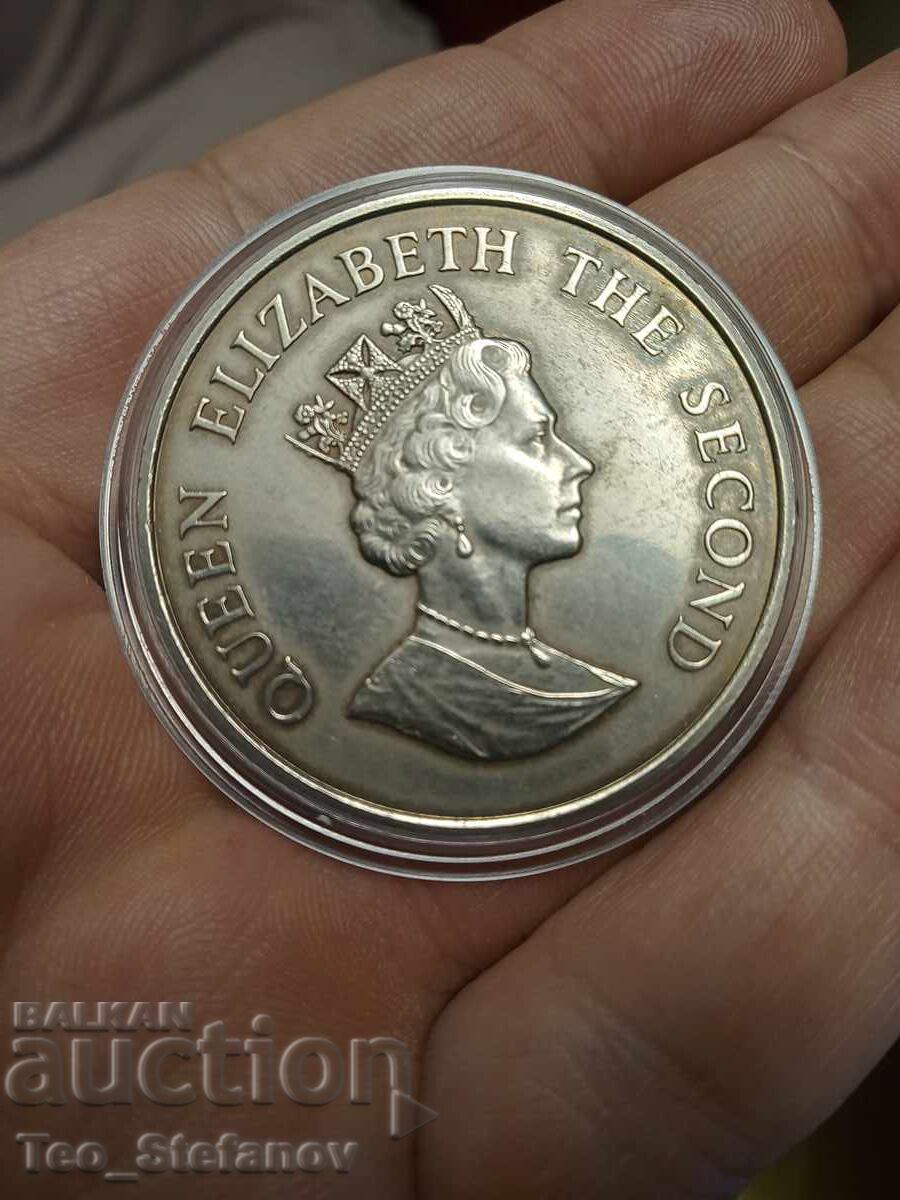 QUEEN ELIZABETH THE SECOND
BALKAN
auction
Teo_Stefanov